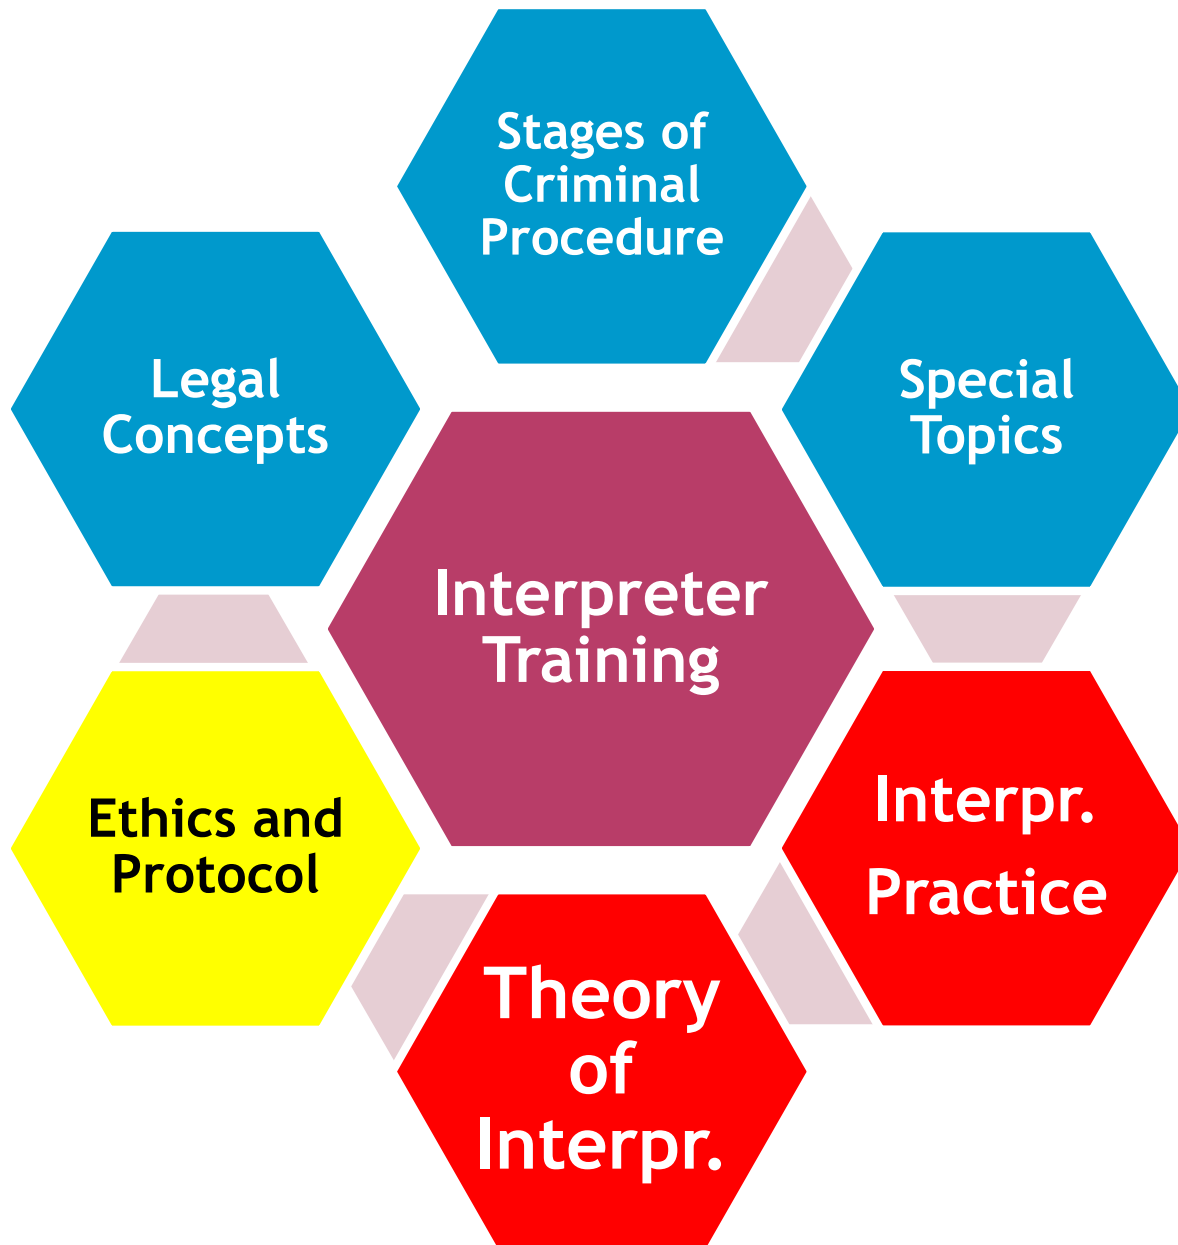 Stages of
Criminal
Procedure
Legal
Concepts
Special
Topics
Interpreter
Training
Ethics and
Protocol
Interpr.
Practice
Theory
of
Interpr.